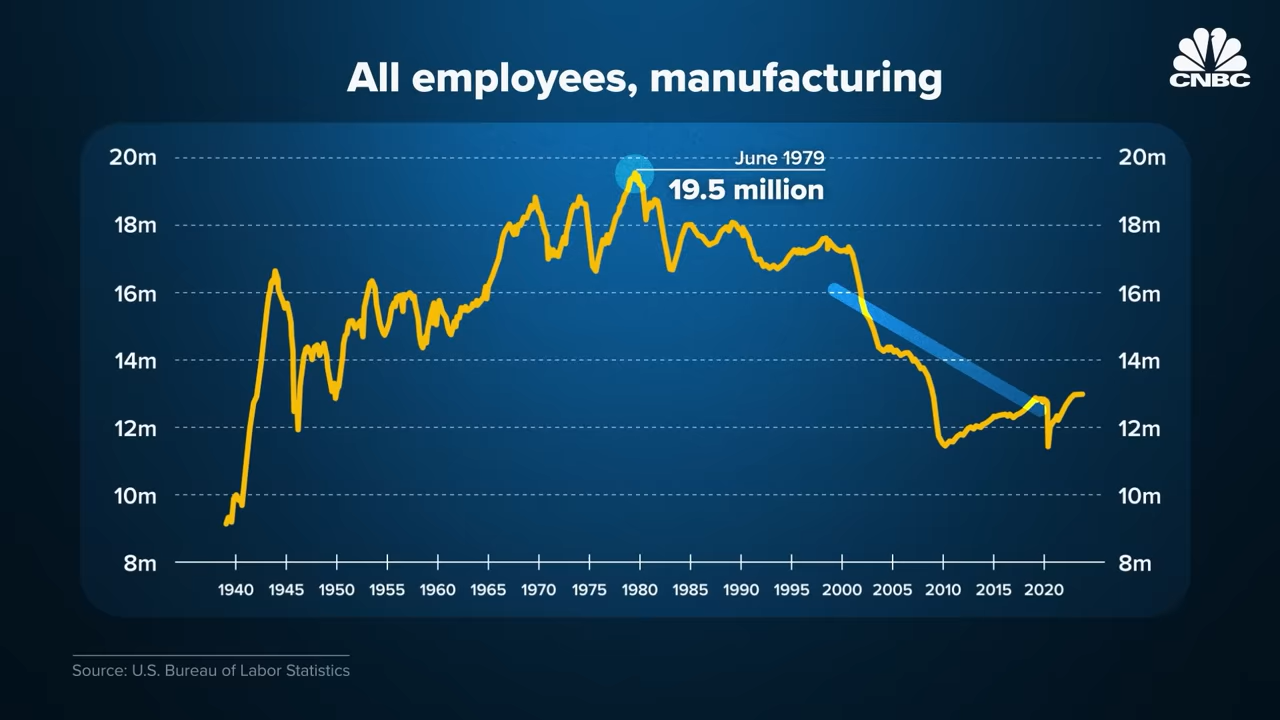 CNBC
All employees, manufacturing
20m
June 1979
20m
19.5 million
18m
18m
16m
16m
14m
14m
12m
12m
10m
10m
8m
8m
1940 1945 1950 1955 1960 1965 1970 1975 1980 1985 1990 1995 2000 2005 2010 2015 2020
Source: U.S. Bureau of Labor Statistics